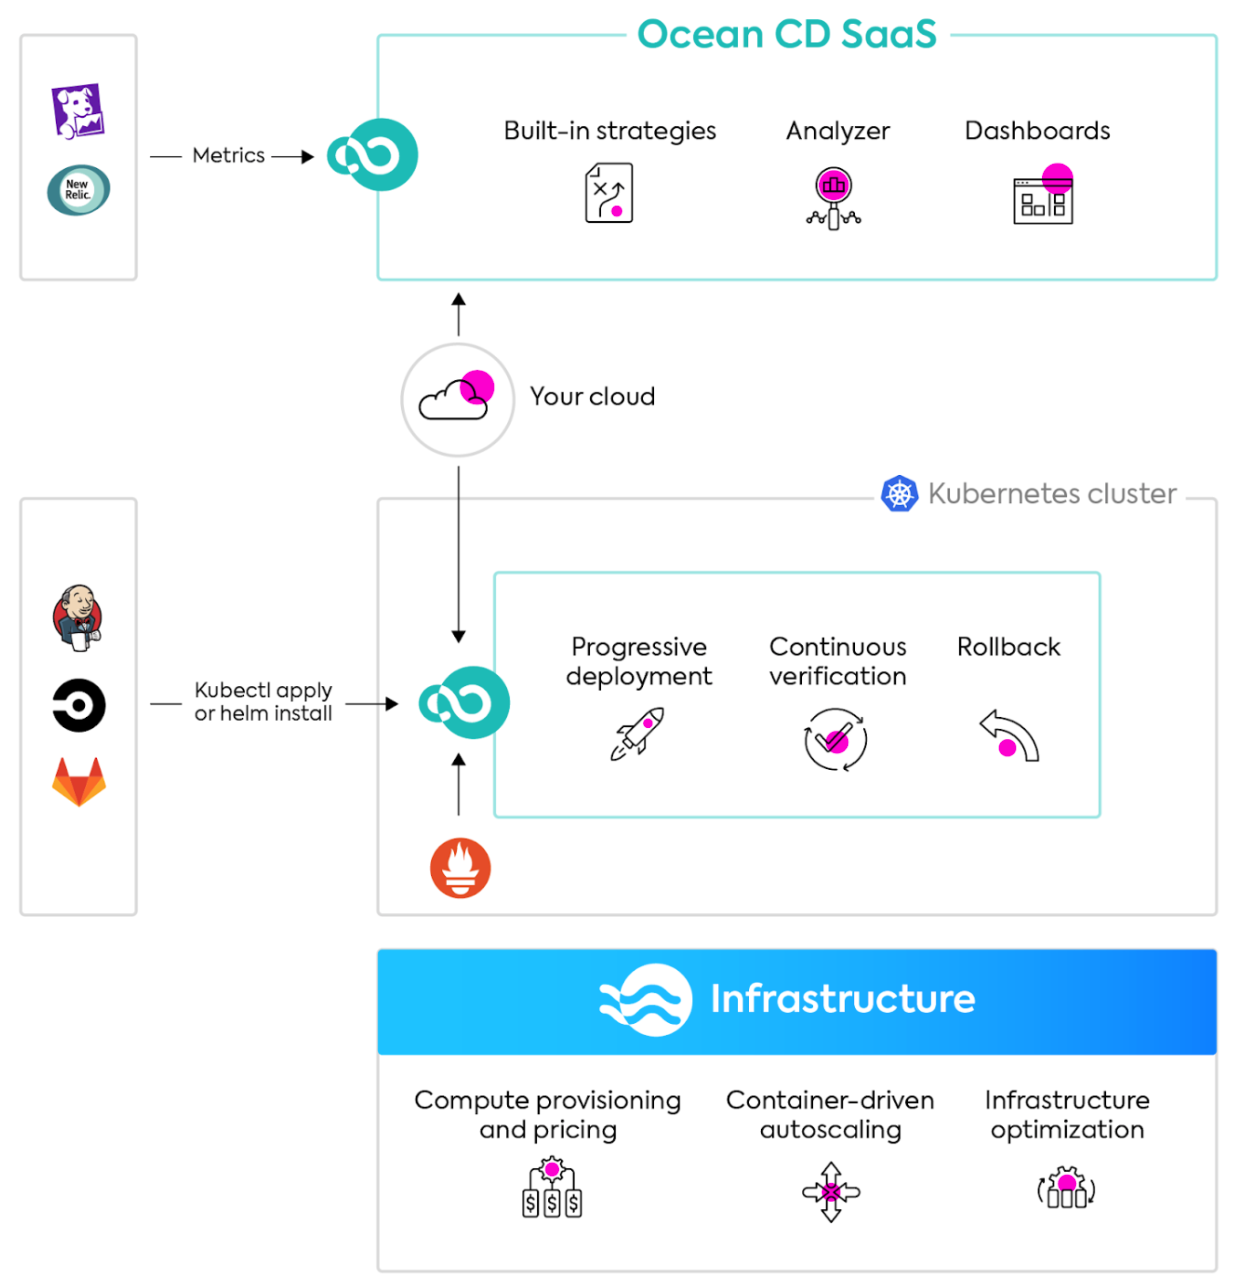 Ocean CD SaaS
Built-in strategies
Analyzer
Dashboards
New
Relic.
Metrics
Your cloud
Kubernetes cluster
Progressive
deployment
Continuous
verification
Rollback
Kubectl apply
or helm install
Infrastructure
Compute provisioning
and pricing
Container-driven
autoscaling
Infrastructure
optimization
$ $ $